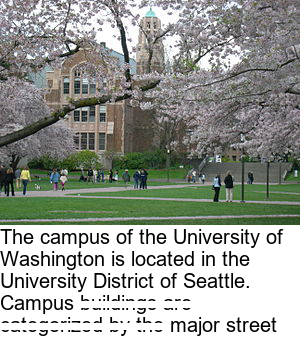 The campus of the University of
Washington is located in the
University District of Seattle.
Campus buildings are
categorized by the major street